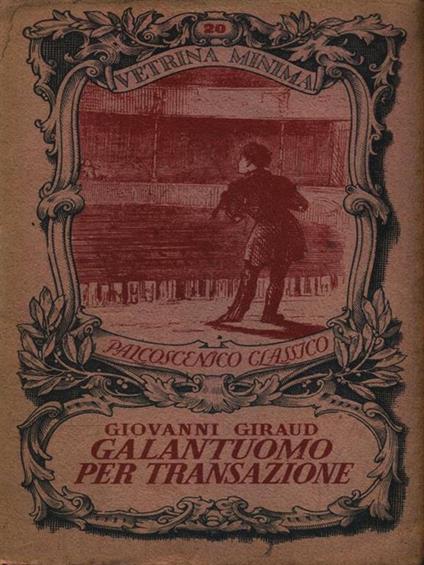 20
VETRINA MINIMA
PALCOSCENICO CLASSICO
GIOVANNI GIRAUD
GALANTUOMO
PER TRANSAZIONE